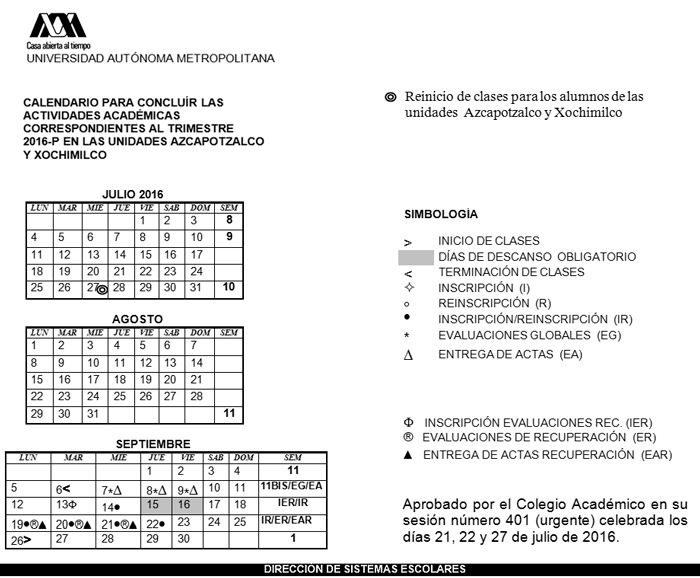 Casa abierta al tiempo
UNIVERSIDAD AUTÓNOMA METROPOLITANA
CALENDARIO PARA CONCLUÍR LAS
ACTIVIDADES ACADÉMICAS
CORRESPONDIENTES AL TRIMESTRE
2016-P EN LAS UNIDADES AZCAPOTZALCO
Y XOCHIMILCO
◎ Reinicio de clases para los alumnos de las
unidades Azcapotzalco y Xochimilco
JULIO 2016
LUN MAR MIE JUE VIE SAB DOM SEM
1 2 3 8
4 5 6 7 8 9 10 9
11 12 13 14 15 16 17
18 19 20 21 22 23 24
25 26 27◎ 28 29 30 31 10
AGOSTO
LUN MAR MIE JUE VIE SAB DOM SEM
1 2 3 4 5 6 7
8 9 10 11 12 13 14
15 16 17 18 19 20 21
22 23 24 25 26 27 28
29 30 31 11
SEPTIEMBRE
LUN MAR MIE JUE VIE SAB DOM SEM
1 2 3 4 11
5 6< 7*Δ 8*Δ 9*Δ 10 11 11BIS/EG/EA
12 13Φ 14● 15 16 17 18 IER/IR
19●®▲ 20●®▲ 21●®▲ 22● 23 24 25 IR/ER/EAR
26> 27 28 29 30 1
SIMBOLOGÌA
> INICIO DE CLASES
DÍAS DE DESCANSO OBLIGATORIO
< TERMINACIÓN DE CLASES
✧ INSCRIPCIÓN (I)
○ REINSCRIPCIÓN (R)
● INSCRIPCIÓN/REINSCRIPCIÓN (IR)
* EVALUACIONES GLOBALES (EG)
Δ ENTREGA DE ACTAS (EA)
Φ INSCRIPCIÓN EVALUACIONES REC. (IER)
® EVALUACIONES DE RECUPERACIÓN (ER)
▲ ENTREGA DE ACTAS RECUPERACIÓN (EAR)
Aprobado por el Colegio Académico en su
sesión número 401 (urgente) celebrada los
días 21, 22 y 27 de julio de 2016.
DIRECCION DE SISTEMAS ESCOLARES